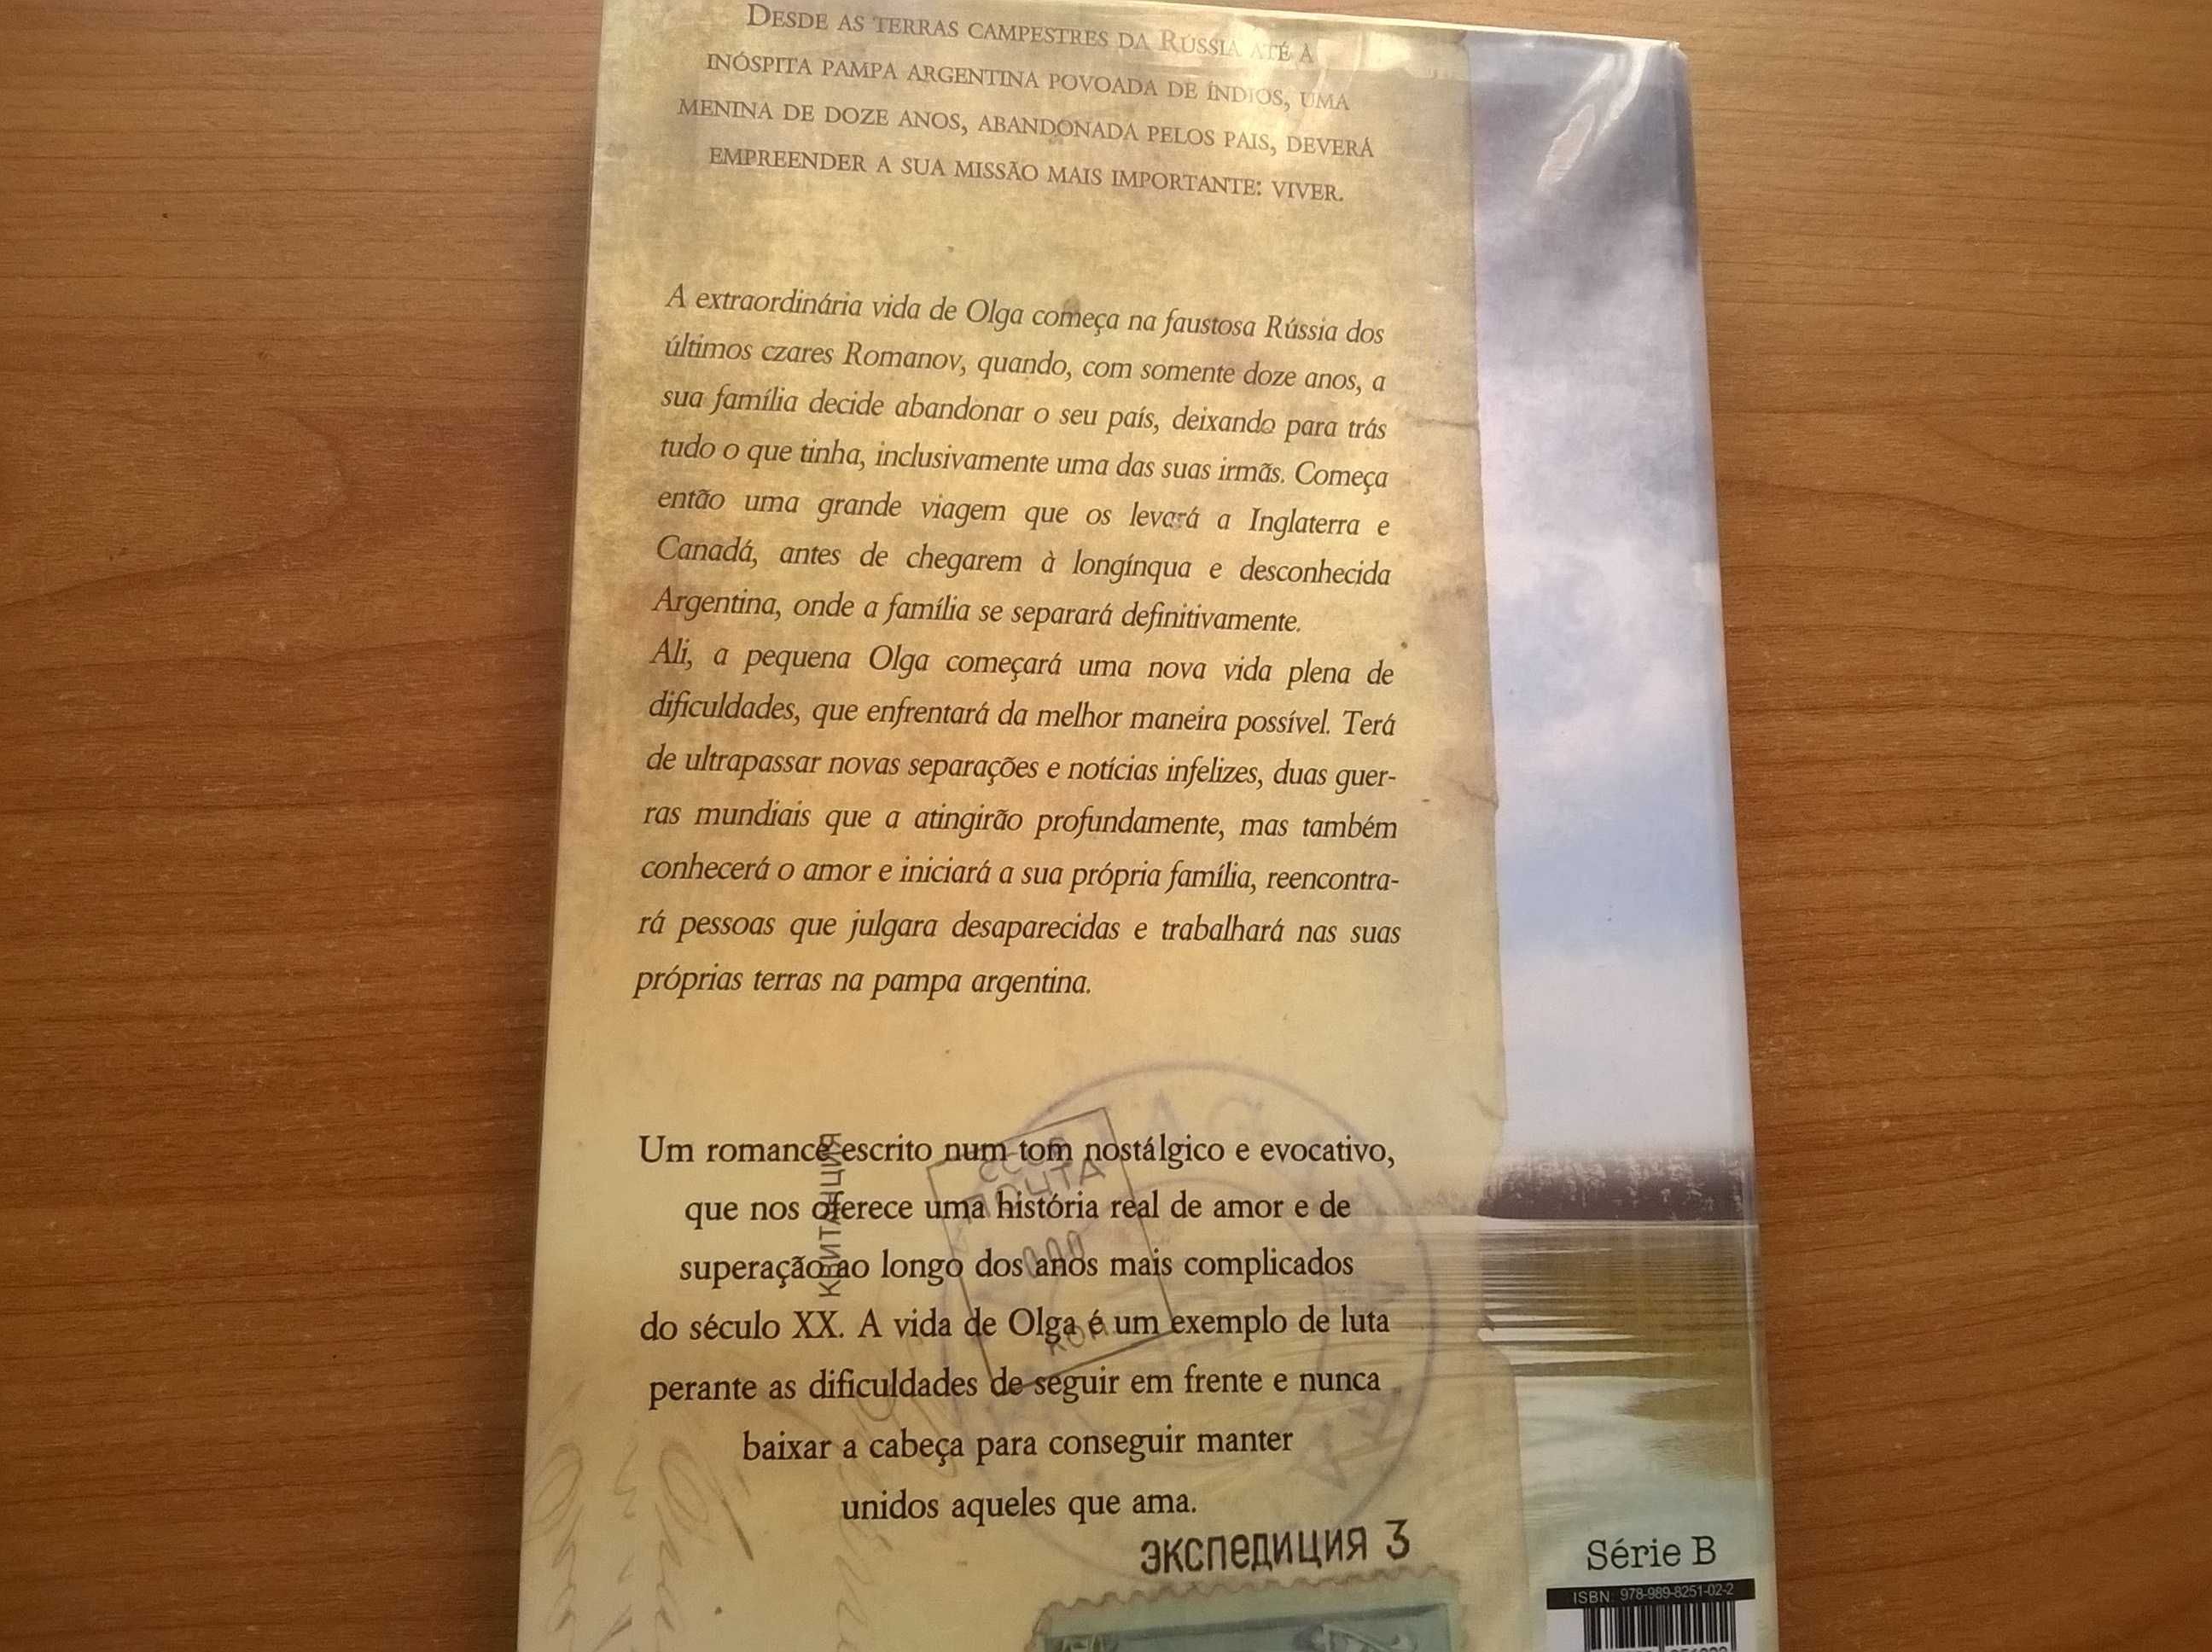 Desde as terras campestres da Rússia até à
inóspita pampa argentina povoada de índios, uma
menina de doze anos, abandonada pelos pais, deverá
empreender a sua missão mais importante: viver.
A extraordinária vida de Olga começa na faustosa Rússia dos
últimos czares Romanov, quando, com somente doze anos, a
sua família decide abandonar o seu país, deixando para trás
tudo o que tinha, inclusivamente uma das suas irmãs. Começa
então uma grande viagem que os levará a Inglaterra e
Canadá, antes de chegarem à longínqua e desconhecida
Argentina, onde a família se separará definitivamente.
Ali, a pequena Olga começará uma nova vida plena de
dificuldades, que enfrentará da melhor maneira possível. Terá
de ultrapassar novas separações e notícias infelizes, duas guer-
ras mundiais que a atingirão profundamente, mas também
conhecerá o amor e iniciará a sua própria família, reencontra-
rá pessoas que julgara desaparecidas e trabalhará nas suas
próprias terras na pampa argentina.
Um romance escrito num tom nostálgico e evocativo,
que nos oferece uma história real de amor e de
superação ao longo dos anos mais complicados
do século XX. A vida de Olga é um exemplo de luta
perante as dificuldades de seguir em frente e nunca
baixar a cabeça para conseguir manter
unidos aqueles que ama.
КВИТАНЦИЯ
СССР
ПОЧТА
экспедиция 3
Série B
ISBN: 978-989-8251-02-2